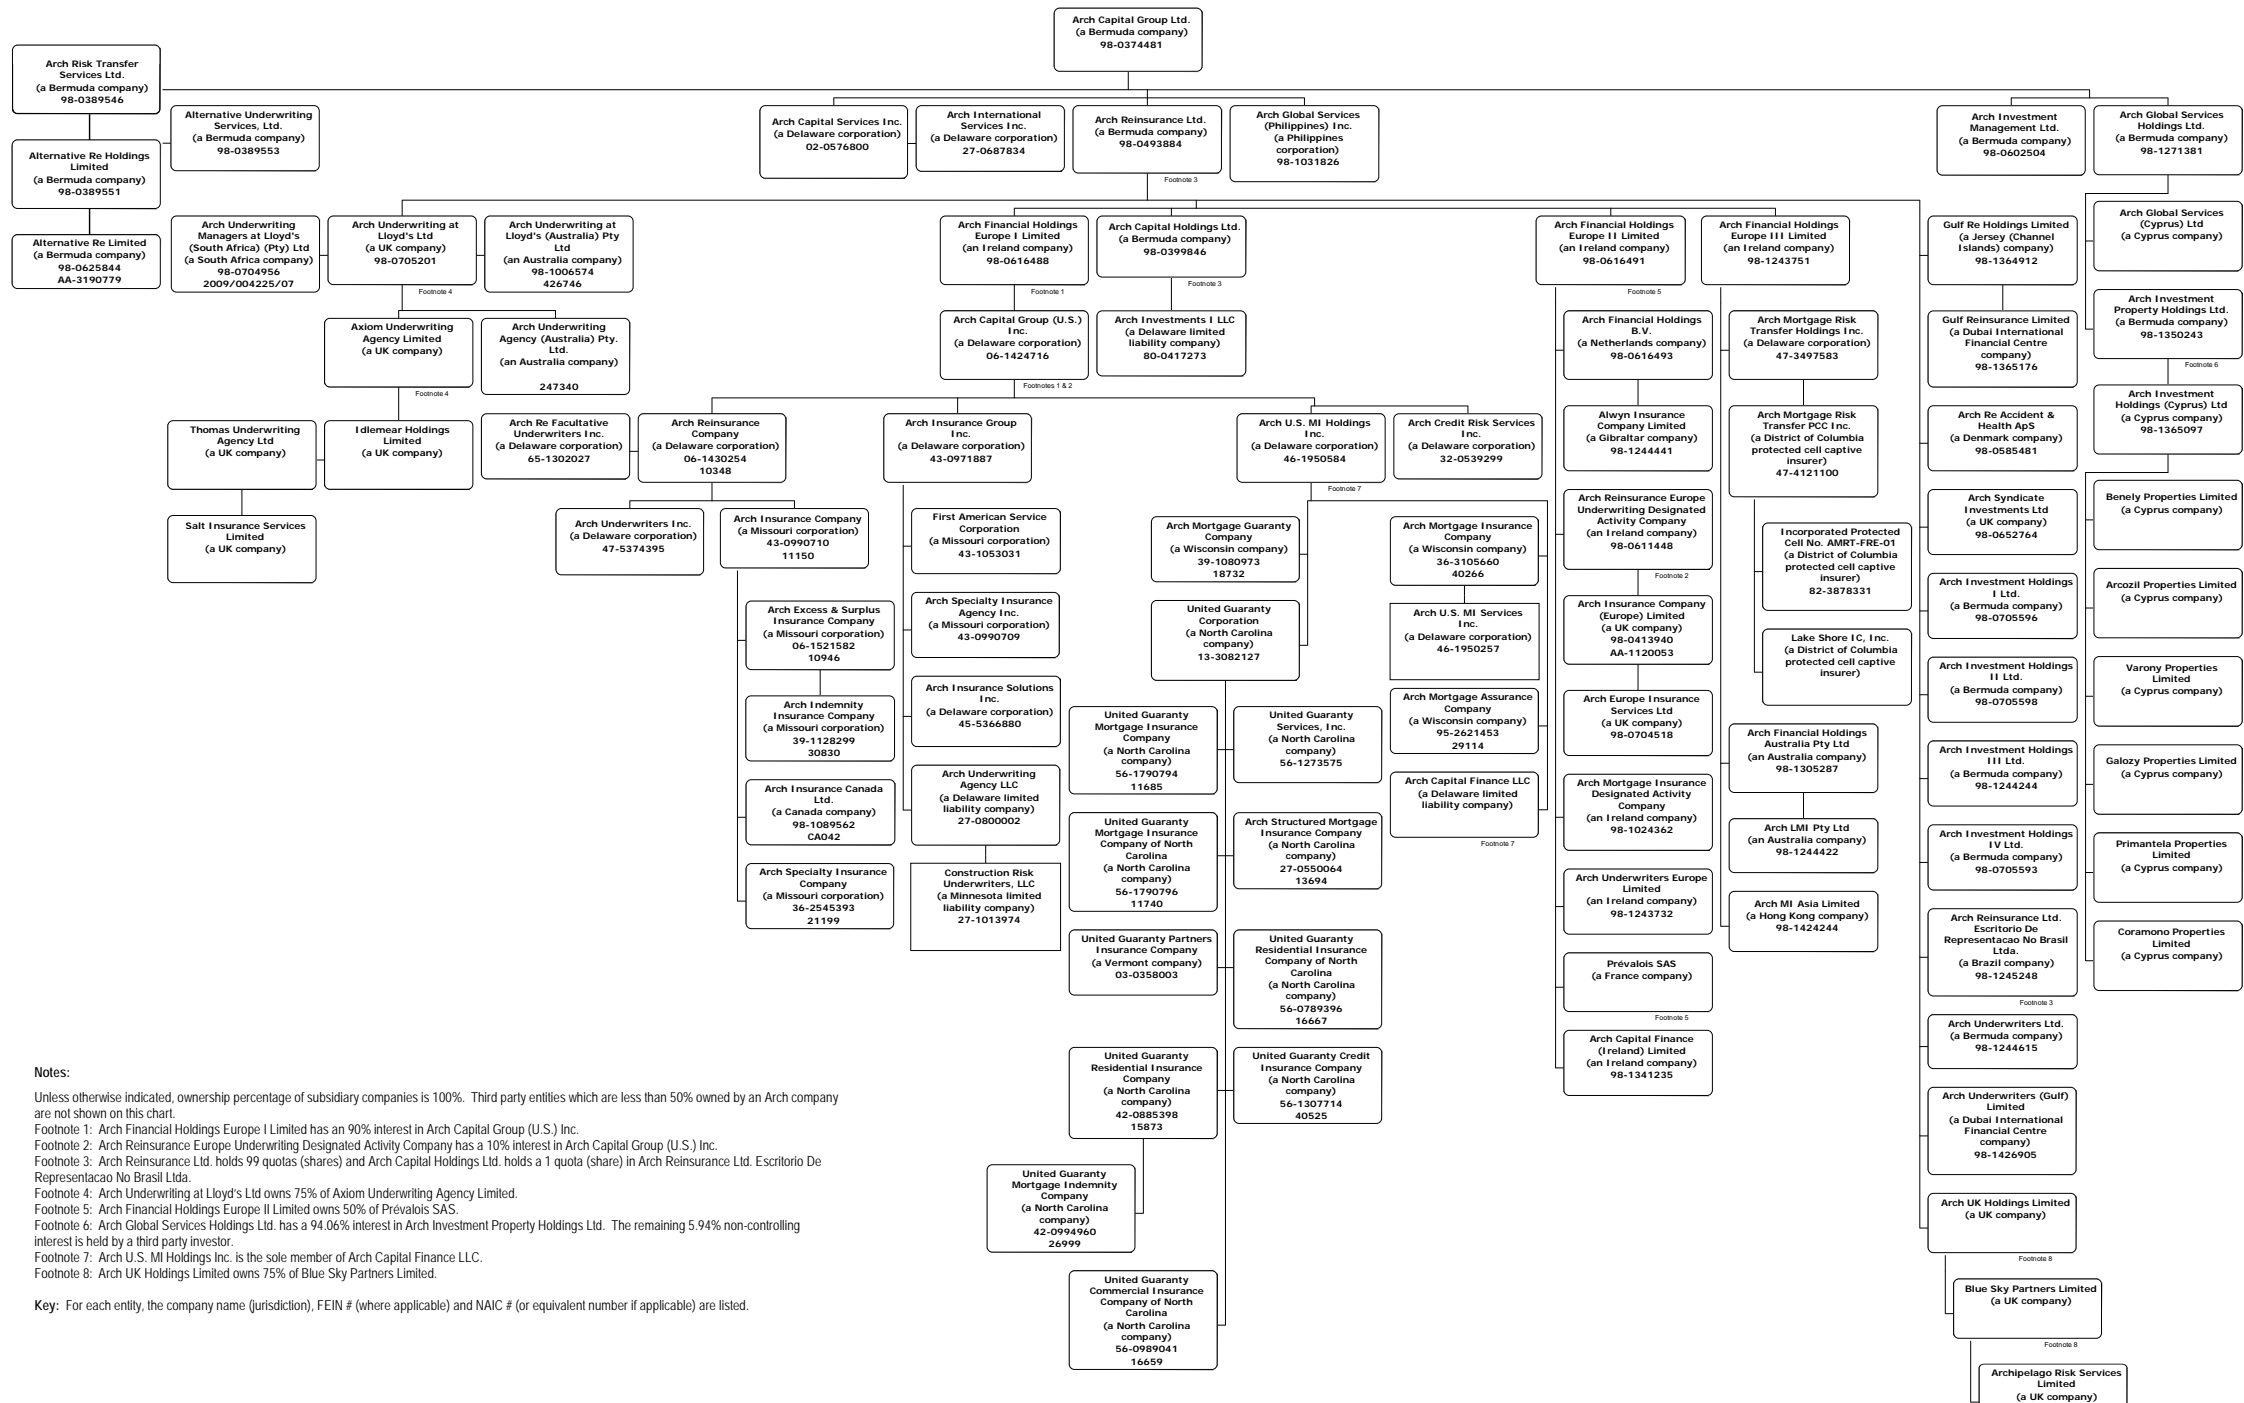 Arch Capital Group Ltd.
(a Bermuda company)
98-0374481
Arch Risk Transfer
Services Ltd.
(a Bermuda company)
98-0389546
Alternative Underwriting
Services, Ltd.
(a Bermuda company)
98-0389553
Alternative Re Holdings
Limited
(a Bermuda company)
98-0389551
Alternative Re Limited
(a Bermuda company)
98-0625844
AA-3190779
Arch Capital Services Inc.
(a Delaware corporation)
02-0576800
Arch International
Services Inc.
(a Delaware corporation)
27-0687834
Arch Reinsurance Ltd.
(a Bermuda company)
98-0493884
Footnote 3
Arch Global Services
(Philippines) Inc.
(a Philippines
corporation)
98-1031826
Arch Investment
Management Ltd.
(a Bermuda company)
98-0602504
Arch Global Services
Holdings Ltd.
(a Bermuda company)
98-1271381
Arch Underwriting
Managers at Lloyd's
(South Africa) (Pty) Ltd
(a South Africa company)
98-0704956
2009/004225/07
Arch Underwriting at
Lloyd's Ltd
(a UK company)
98-0705201
Footnote 4
Arch Underwriting at
Lloyd's (Australia) Pty
Ltd
(an Australia company)
98-1006574
426746
Axiom Underwriting
Agency Limited
(a UK company)
Footnote 4
Arch Underwriting
Agency (Australia) Pty.
Ltd.
(an Australia company)
247340
Thomas Underwriting
Agency Ltd
(a UK company)
Idlemear Holdings
Limited
(a UK company)
Salt Insurance Services
Limited
(a UK company)
Arch Financial Holdings
Europe I Limited
(an Ireland company)
98-0616488
Footnote 1
Arch Capital Holdings Ltd.
(a Bermuda company)
98-0399846
Footnote 3
Arch Capital Group (U.S.)
Inc.
(a Delaware corporation)
06-1424716
Footnotes 1 & 2
Arch Investments I LLC
(a Delaware limited
liability company)
80-0417273
Arch Re Facultative
Underwriters Inc.
(a Delaware corporation)
65-1302027
Arch Reinsurance
Company
(a Delaware corporation)
06-1430254
10348
Arch Insurance Group
Inc.
(a Delaware corporation)
43-0971887
Arch U.S. MI Holdings
Inc.
(a Delaware corporation)
46-1950584
Footnote 7
Arch Credit Risk Services
Inc.
(a Delaware corporation)
32-0539299
Arch Underwriters Inc.
(a Delaware corporation)
47-5374395
Arch Insurance Company
(a Missouri corporation)
43-0990710
11150
Arch Excess & Surplus
Insurance Company
(a Missouri corporation)
06-1521582
10946
Arch Indemnity
Insurance Company
(a Missouri corporation)
39-1128299
30830
Arch Insurance Canada
Ltd.
(a Canada company)
98-1089562
CA042
Arch Specialty Insurance
Company
(a Missouri corporation)
36-2545393
21199
First American Service
Corporation
(a Missouri corporation)
43-1053031
Arch Specialty Insurance
Agency Inc.
(a Missouri corporation)
43-0990709
Arch Insurance Solutions
Inc.
(a Delaware corporation)
45-5366880
Arch Underwriting
Agency LLC
(a Delaware limited
liability company)
27-0800002
Construction Risk
Underwriters, LLC
(a Minnesota limited
liability company)
27-1013974
Arch Mortgage Guaranty
Company
(a Wisconsin company)
39-1080973
18732
United Guaranty
Corporation
(a North Carolina
company)
13-3082127
Arch Mortgage Insurance
Company
(a Wisconsin company)
36-3105660
40266
Arch U.S. MI Services
Inc.
(a Delaware corporation)
46-1950257
Arch Mortgage Assurance
Company
(a Wisconsin company)
95-2621453
29114
Arch Capital Finance LLC
(a Delaware limited
liability company)
Footnote 7
United Guaranty
Mortgage Insurance
Company
(a North Carolina
company)
56-1790794
11685
United Guaranty
Services, Inc.
(a North Carolina
company)
56-1273575
United Guaranty
Mortgage Insurance
Company of North
Carolina
(a North Carolina
company)
56-1790796
11740
Arch Structured Mortgage
Insurance Company
(a North Carolina
company)
27-0550064
13694
United Guaranty Partners
Insurance Company
(a Vermont company)
03-0358003
United Guaranty
Residential Insurance
Company of North
Carolina
(a North Carolina
company)
56-0789396
16667
United Guaranty
Residential Insurance
Company
(a North Carolina
company)
42-0885398
15873
United Guaranty Credit
Insurance Company
(a North Carolina
company)
56-1307714
40525
United Guaranty
Mortgage Indemnity
Company
(a North Carolina
company)
42-0994960
26999
United Guaranty
Commercial Insurance
Company of North
Carolina
(a North Carolina
company)
56-0989041
16659
Arch Financial Holdings
Europe II Limited
(an Ireland company)
98-0616491
Footnote 5
Arch Financial Holdings
B.V.
(a Netherlands company)
98-0616493
Alwyn Insurance
Company Limited
(a Gibraltar company)
98-1244441
Arch Reinsurance Europe
Underwriting Designated
Activity Company
(an Ireland company)
98-0611448
Footnote 2
Arch Insurance Company
(Europe) Limited
(a UK company)
98-0413940
AA-1120053
Arch Europe Insurance
Services Ltd
(a UK company)
98-0704518
Arch Mortgage Insurance
Designated Activity
Company
(an Ireland company)
98-1024362
Arch Underwriters Europe
Limited
(an Ireland company)
98-1243732
Prévalois SAS
(a France company)
Footnote 5
Arch Capital Finance
(Ireland) Limited
(an Ireland company)
98-1341235
Arch Financial Holdings
Europe III Limited
(an Ireland company)
98-1243751
Arch Mortgage Risk
Transfer Holdings Inc.
(a Delaware corporation)
47-3497583
Arch Mortgage Risk
Transfer PCC Inc.
(a District of Columbia
protected cell captive
insurer)
47-4121100
Incorporated Protected
Cell No. AMRT-FRE-01
(a District of Columbia
protected cell captive
insurer)
82-3878331
Lake Shore IC, Inc.
(a District of Columbia
protected cell captive
insurer)
Arch Financial Holdings
Australia Pty Ltd
(an Australia company)
98-1305287
Arch LMI Pty Ltd
(an Australia company)
98-1244422
Arch MI Asia Limited
(a Hong Kong company)
98-1424244
Gulf Re Holdings Limited
(a Jersey (Channel
Islands) company)
98-1364912
Gulf Reinsurance Limited
(a Dubai International
Financial Centre
company)
98-1365176
Arch Re Accident &
Health ApS
(a Denmark company)
98-0585481
Arch Syndicate
Investments Ltd
(a UK company)
98-0652764
Arch Investment Holdings
I Ltd.
(a Bermuda company)
98-0705596
Arch Investment Holdings
II Ltd.
(a Bermuda company)
98-0705598
Arch Investment Holdings
III Ltd.
(a Bermuda company)
98-1244244
Arch Investment Holdings
IV Ltd.
(a Bermuda company)
98-0705593
Arch Reinsurance Ltd.
Escritorio De
Representacao No Brasil
Ltda.
(a Brazil company)
98-1245248
Footnote 3
Arch Underwriters Ltd.
(a Bermuda company)
98-1244615
Arch Underwriters (Gulf)
Limited
(a Dubai International
Financial Centre
company)
98-1426905
Arch UK Holdings Limited
(a UK company)
Footnote 8
Blue Sky Partners Limited
(a UK company)
Footnote 8
Archipelago Risk Services
Limited
(a UK company)
Arch Global Services
(Cyprus) Ltd
(a Cyprus company)
Arch Investment
Property Holdings Ltd.
(a Bermuda company)
98-1350243
Footnote 6
Arch Investment
Holdings (Cyprus) Ltd
(a Cyprus company)
98-1365097
Benely Properties Limited
(a Cyprus company)
Arcozil Properties Limited
(a Cyprus company)
Varony Properties
Limited
(a Cyprus company)
Galozy Properties Limited
(a Cyprus company)
Primantela Properties
Limited
(a Cyprus company)
Coramono Properties
Limited
(a Cyprus company)
Notes:
Unless otherwise indicated, ownership percentage of subsidiary companies is 100%. Third party entities which are less than 50% owned by an Arch company
are not shown on this chart.
Footnote 1: Arch Financial Holdings Europe I Limited has an 90% interest in Arch Capital Group (U.S.) Inc.
Footnote 2: Arch Reinsurance Europe Underwriting Designated Activity Company has a 10% interest in Arch Capital Group (U.S.) Inc.
Footnote 3: Arch Reinsurance Ltd. holds 99 quotas (shares) and Arch Capital Holdings Ltd. holds a 1 quota (share) in Arch Reinsurance Ltd. Escritorio De
Representacao No Brasil Ltda.
Footnote 4: Arch Underwriting at Lloyd's Ltd owns 75% of Axiom Underwriting Agency Limited.
Footnote 5: Arch Financial Holdings Europe II Limited owns 50% of Prévalois SAS.
Footnote 6: Arch Global Services Holdings Ltd. has a 94.06% interest in Arch Investment Property Holdings Ltd. The remaining 5.94% non-controlling
interest is held by a third party investor.
Footnote 7: Arch U.S. MI Holdings Inc. is the sole member of Arch Capital Finance LLC.
Footnote 8: Arch UK Holdings Limited owns 75% of Blue Sky Partners Limited.
Key: For each entity, the company name (jurisdiction), FEIN # (where applicable) and NAIC # (or equivalent number if applicable) are listed.